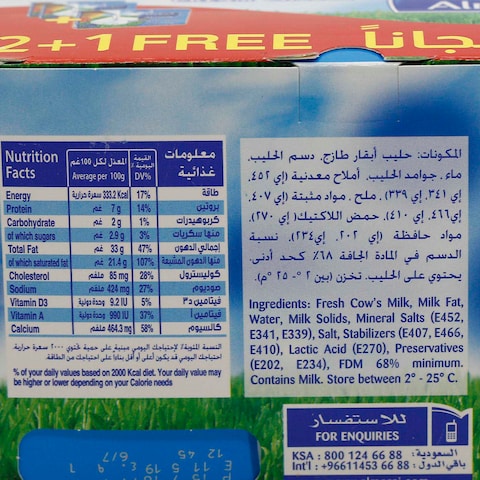 2+1 FREE مجاناً
Nutrition Facts
المعدل لكل 100غم
Average per 100g
القيمة اليومية٪
DV%
معلومات غذائية
Energy 333.2 Kcal سعرة حرارية 17% طاقة
Protein 7 g غم 14% بروتين
Carbohydrate 2 g غم 1% كربوهيدرات
of which sugars 2.9 g غم 3% منها سكريات
Total Fat 33 g غم 47% إجمالي الدهون
of which saturated fat 21.4 g غم 107% منها الدهون المشبعة
Cholesterol 85 mg ملغم 28% كوليسترول
Sodium 424 mg ملغم 27% صوديوم
Vitamin D3 9.2 IU وحدة دولية 5% فيتامين د٣
Vitamin A 990 IU وحدة دولية 37% فيتامين أ
Calcium 464.3 mg ملغم 58% كالسيوم
النسبة المئوية٪ لإحتياجك اليومي مبنية على حمية تحتوي ٢٠٠٠ سعرة حرارية.
احتياجك اليومي قد يكون أعلى أو أقل بناءا على احتياجك من الطاقة.
% of your daily values based on 2000 Kcal diet. Your daily value may
be higher or lower depending on your Calorie needs
المكونات: حليب أبقار طازج، دسم الحليب،
ماء، جوامد الحليب، أملاح معدنية (إي ٤٥٢،
إي ٣٤١، إي ٣٣٩)، ملح، مواد مثبتة (إي ٤٠٧،
إي٤٦٦، إي ٤١٠)، حمض اللاكتيك (إي ٢٧٠)،
مواد حافظة (إي ٢٠٢، إي٢٣٤)، نسبة
الدسم في المادة الجافة ٦٨٪ كحد أدنى.
يحتوي على الحليب. تخزن (بين ٢° - ٢٥° م).
Ingredients: Fresh Cow's Milk, Milk Fat,
Water, Milk Solids, Mineral Salts (E452,
E341, E339), Salt, Stabilizers (E407, E466,
E410), Lactic Acid (E270), Preservatives
(E202, E234), FDM 68% minimum.
Contains Milk. Store between 2° - 25° C.
للاستفسار
FOR ENQUIRIES
السعودية:
KSA : 800 124 66 88
باقي الدول:
Int'l : +96611453 66 88